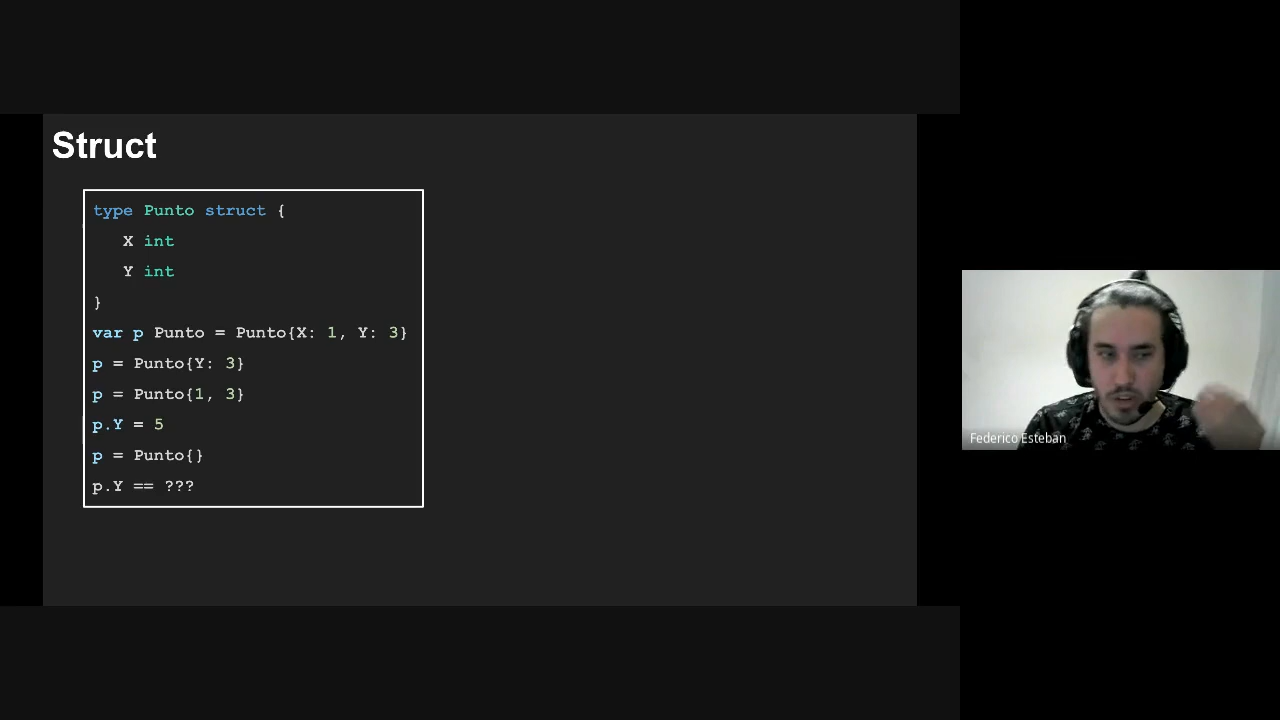 Struct
type Punto struct {
X int
Y int
}
var p Punto = Punto{X: 1, Y: 3}
p = Punto{Y: 3}
p = Punto{1, 3}
p.Y = 5
p = Punto{}
p.Y == ???
Federico Esteban